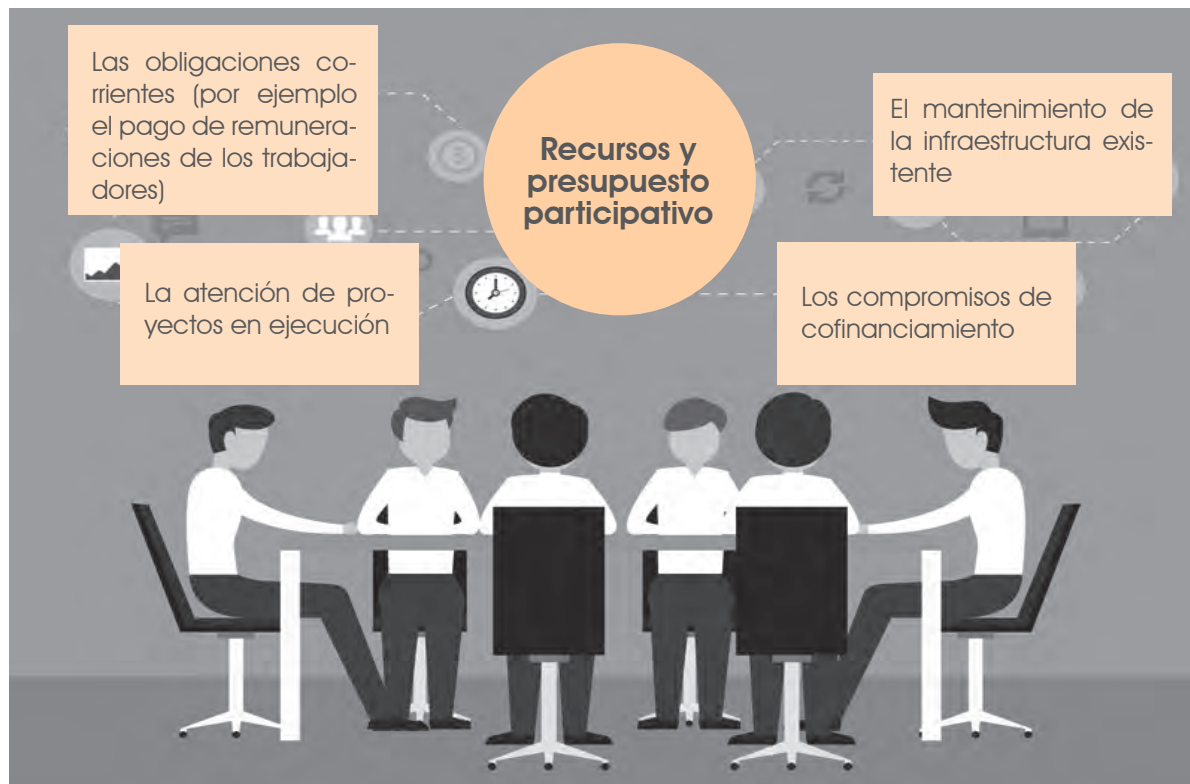 Las obligaciones co-
rrientes (por ejemplo
el pago de remunera-
ciones de los trabaja-
dores)
Recursos y
presupuesto
participativo
El mantenimiento de
la infraestructura exis-
tente
La atención de pro-
yectos en ejecución
Los compromisos de
cofinanciamiento